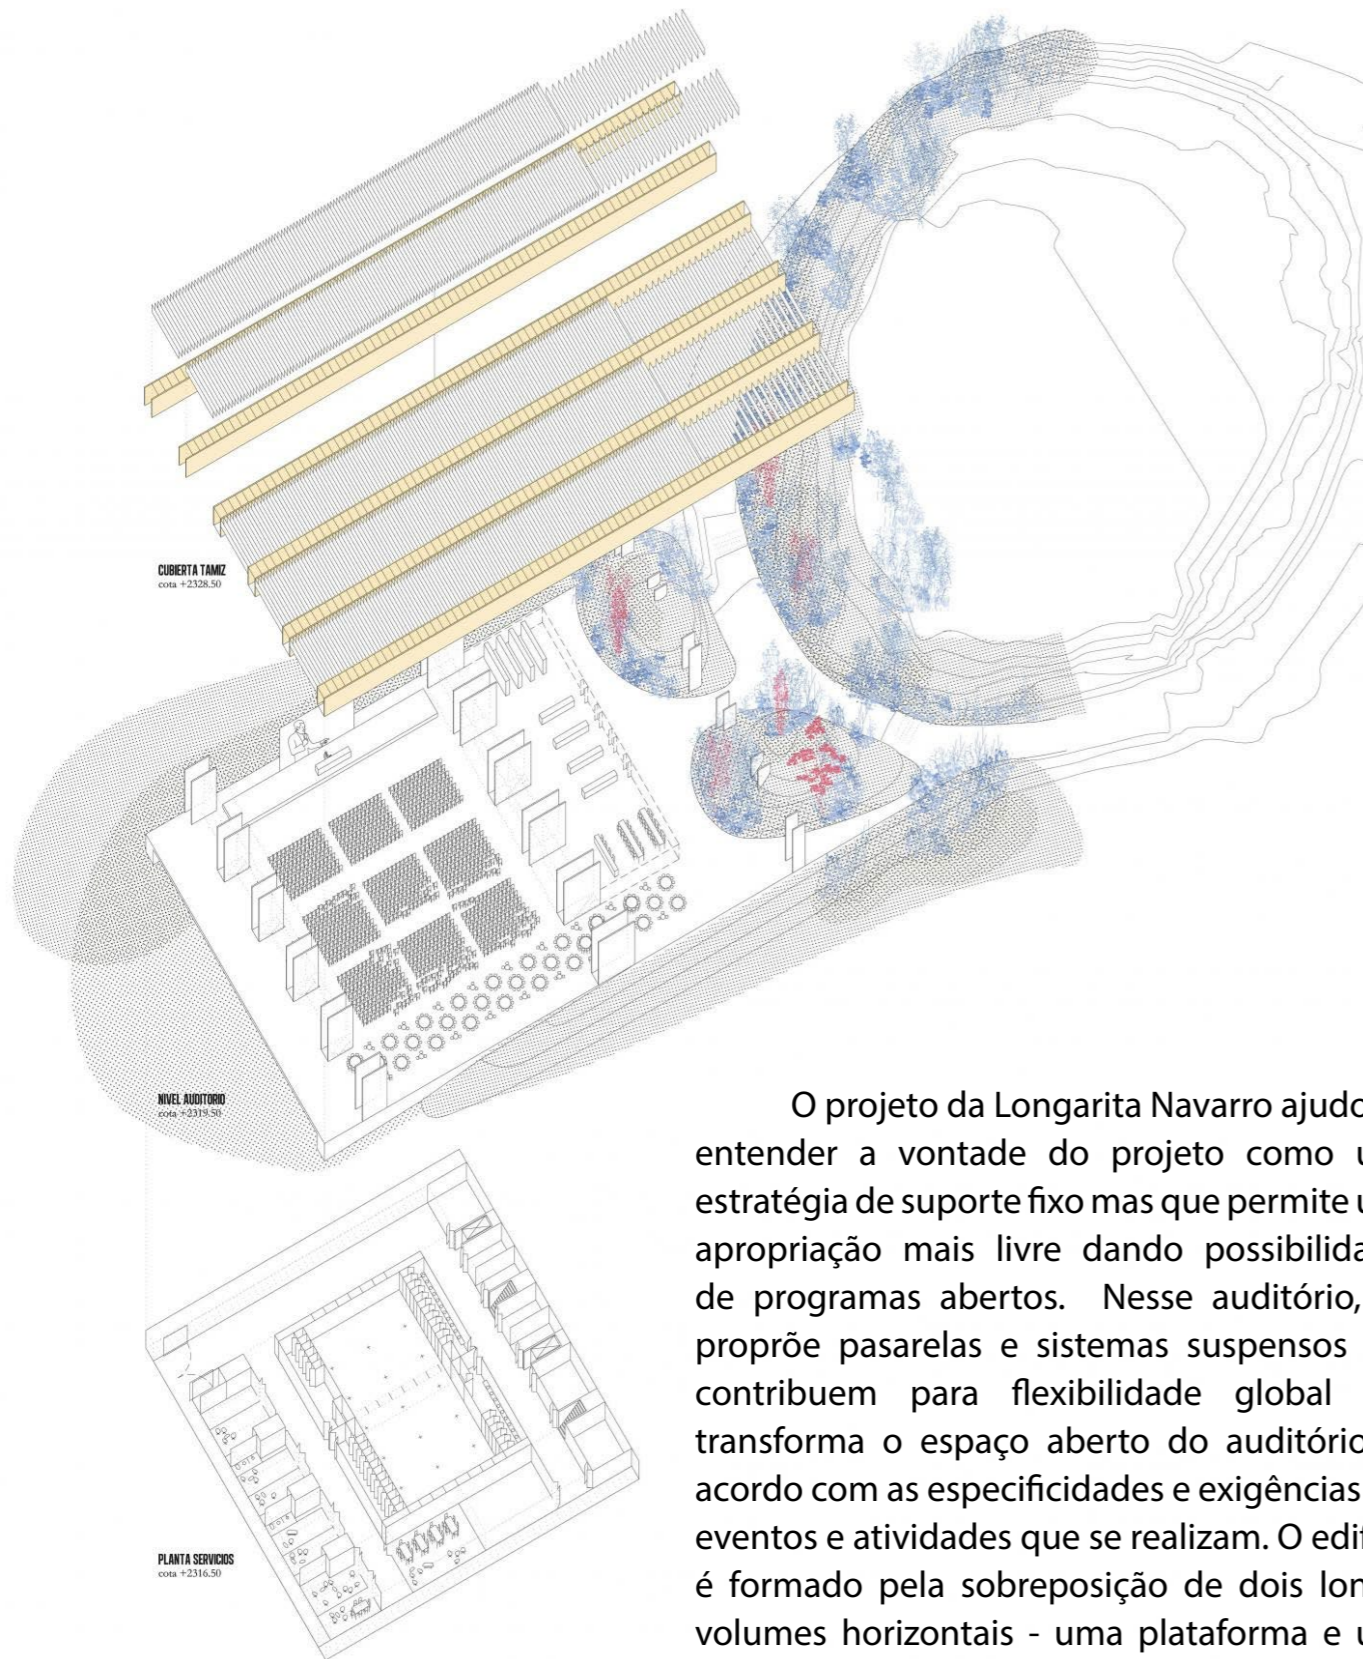 CUBIERTA TAMIZ
cota +2328.50
NIVEL AUDITORIO
cota +2319.50
PLANTA SERVICIOS
cota +2316.50
O projeto da Longarita Navarro ajudo
entender a vontade do projeto como u
estratégia de suporte fixo mas que permite u
apropriação mais livre dando possibilida
de programas abertos. Nesse auditório,
proprõe pasarelas e sistemas suspensos
contribuem para flexibilidade global
transforma o espaço aberto do auditório
acordo com as especificidades e exigências
eventos e atividades que se realizam. O edif
é formado pela sobreposição de dois lon
volumes horizontais - uma plataforma e u